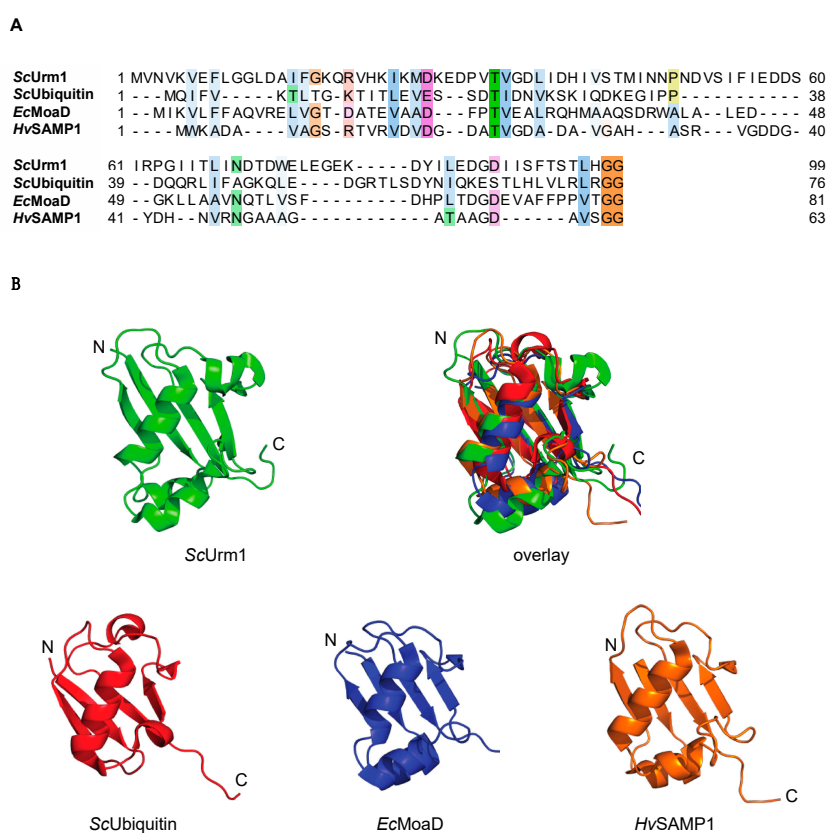 A
ScUrm1 1 MVNVKVEFLGGLDAIFGKQRVHKIKMDKEDPVTVGDLIDHIVSTMINNPNDVSIFIEDDS 60
ScUbiquitin 1 ---MQIFV-----KTLTG-KTITLEVES--SDTIDNVKSKIQDKEGIPP----------- 38
EcMoaD 1 --MIKVLFFAQVRELVGT-DATEVAAD--FPTVEALRQHMAAQSDRWALA--LED----- 48
HvSAMP1 1 ----MWKADA-----VAGS-RTVRVDVDG--DATVGDA-DA-VGAH---ASR--VGDDG- 40
ScUrm1 61 IRPGIITLINDTDWELEGEK-----DYILEDGDIISFTSTLHGG 99
ScUbiquitin 39 --DQQRLIFAGKQLE----DGRTLSDYNIQKESTLHLVLRLRGG 76
EcMoaD 49 --GKLLAAVNQTLVSF---------DHPLTDGDEVAFFPPVTGG 81
HvSAMP1 41 -YDH--NVRNGAAAG----------ATAAGD------AVSGG 63
B
N
C
ScUrm1
N
C
overlay
N
C
ScUbiquitin
N
EcMoaD
N
C
HvSAMP1